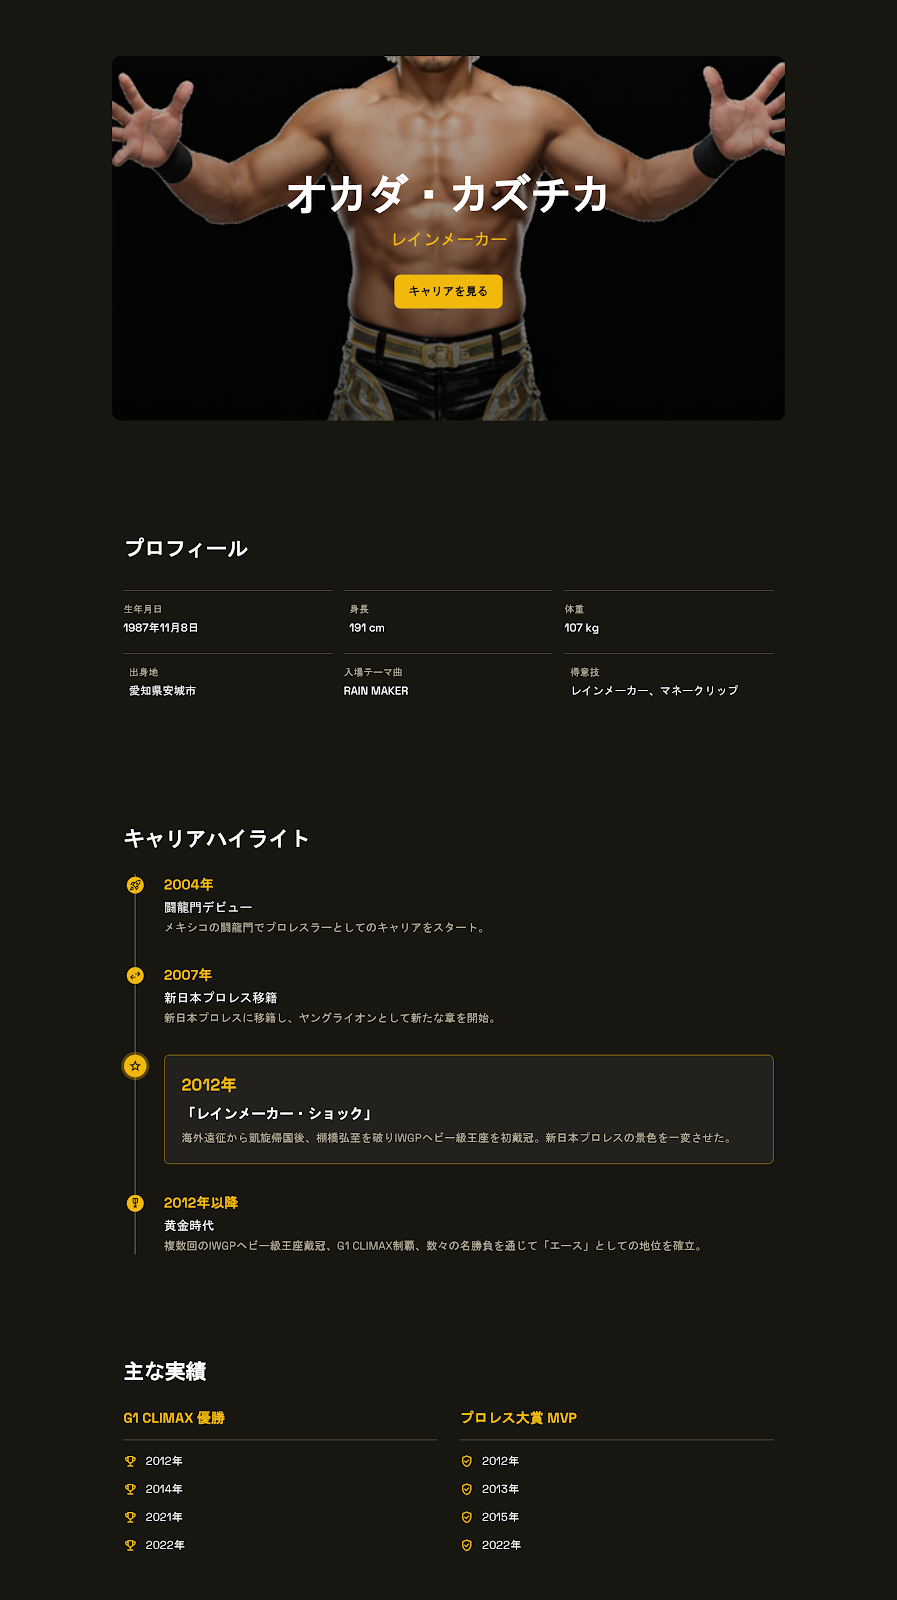 オカダ・カズチカ
レインメーカー
キャリアを見る
プロフィール
生年月日
1987年11月8日
身長
191 cm
体重
107 kg
出身地
愛知県安城市
入場テーマ曲
RAIN MAKER
得意技
レインメーカー、マネークリップ
キャリアハイライト
2004年
闘龍門デビュー
メキシコの闘龍門でプロレスラーとしてのキャリアをスタート。
2007年
新日本プロレス移籍
新日本プロレスに移籍し、ヤングライオンとして新たな章を開始。
2012年
「レインメーカー・ショック」
海外遠征から凱旋帰国後、棚橋弘至を破りIWGPヘビー級王座を初戴冠。新日本プロレスの景色を一変させた。
2012年以降
黄金時代
複数回のIWGPヘビー級王座戴冠、G1 CLIMAX制覇、数々の名勝負を通じて「エース」としての地位を確立。
主な実績
G1 CLIMAX 優勝
2012年
2014年
2021年
2022年
プロレス大賞 MVP
2012年
2013年
2015年
2022年